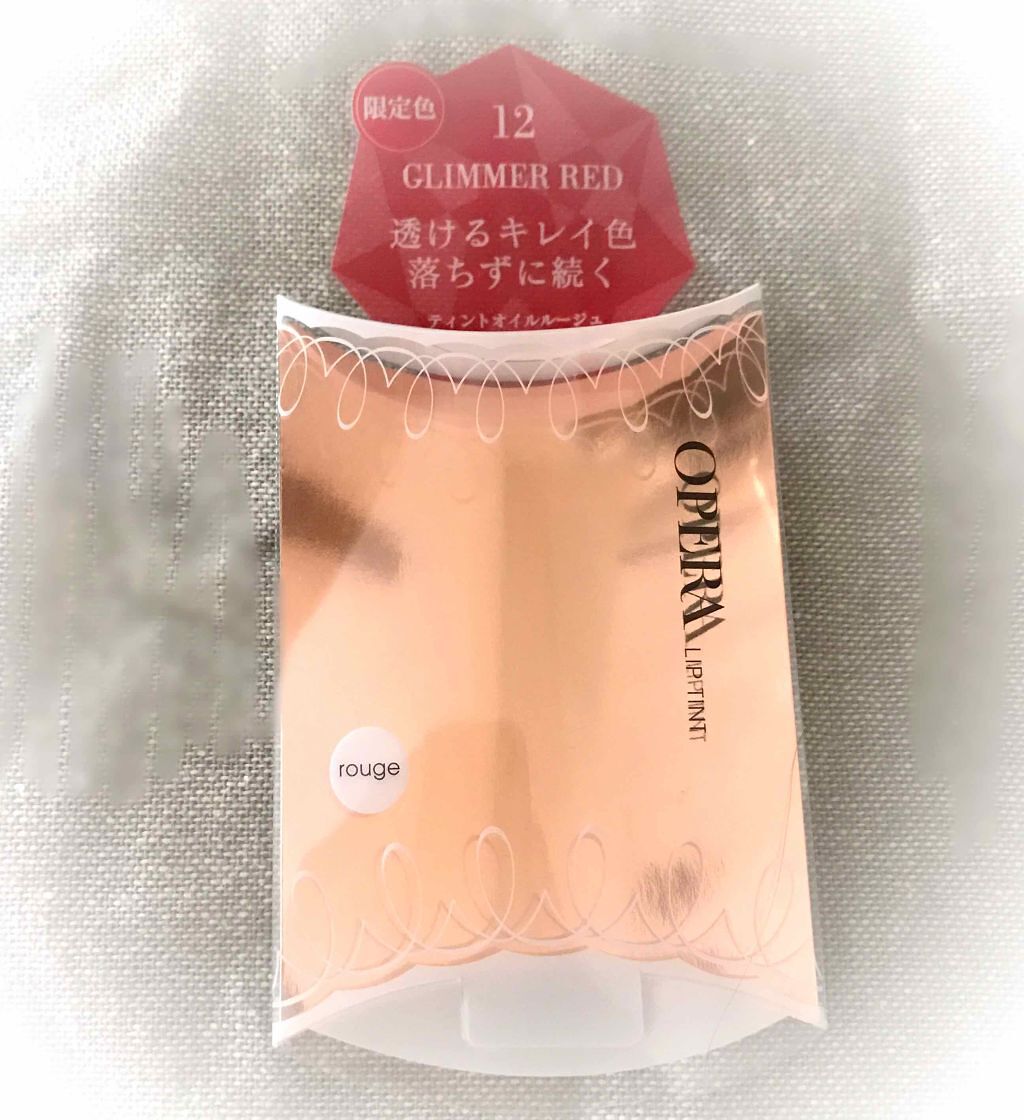 限定色
12
GLIMMER RED
透けるキレイ色
落ちずに続く
ティントオイルルージュ
OPERA
LIP TINT
rouge